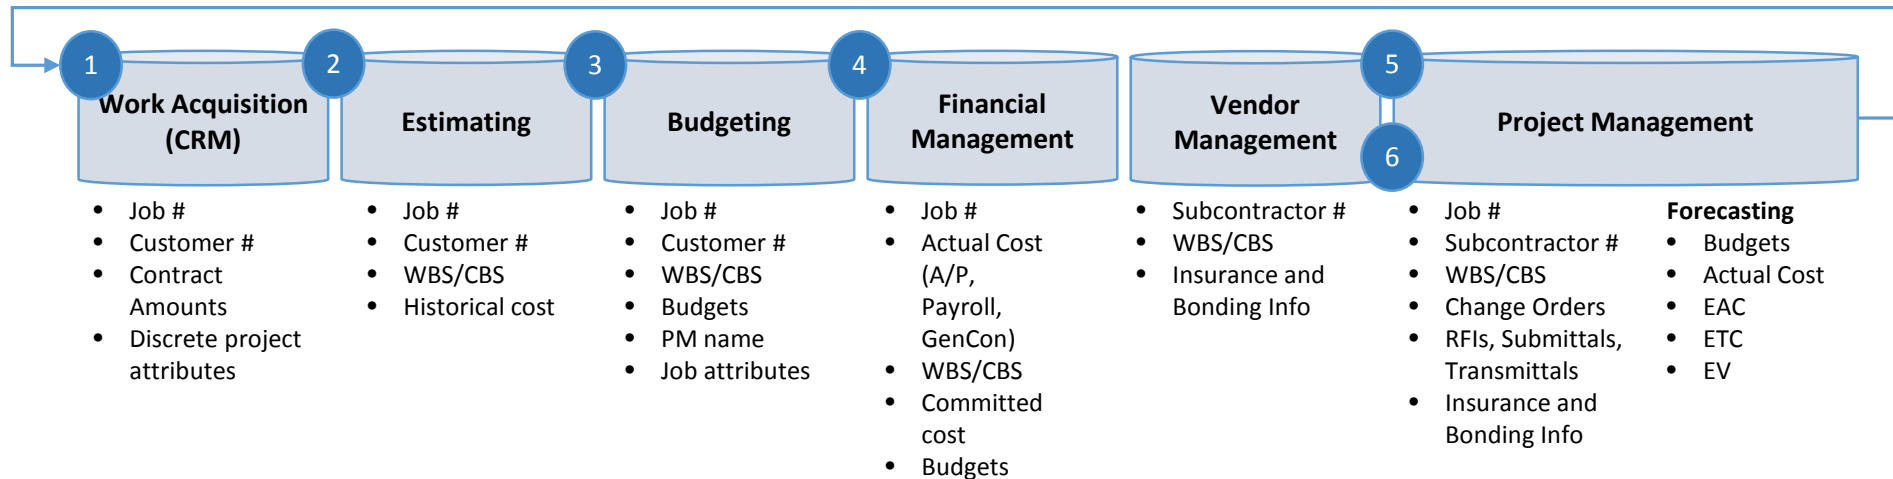 1
Work Acquisition
(CRM)
• Job #
• Customer #
• Contract
Amounts
• Discrete project
attributes
2
Estimating
• Job #
• Customer #
• WBS/CBS
• Historical cost
3
Budgeting
• Job #
• Customer #
• WBS/CBS
• Budgets
• PM name
• Job attributes
4
Financial
Management
• Job #
• Actual Cost
(A/P,
Payroll,
GenCon)
• WBS/CBS
• Committed
cost
• Budgets
Vendor
Management
• Subcontractor #
• WBS/CBS
• Insurance and
Bonding Info
5
6
Project Management
• Job #
• Subcontractor #
• WBS/CBS
• Change Orders
• RFIs, Submittals,
Transmittals
• Insurance and
Bonding Info
Forecasting
• Budgets
• Actual Cost
• EAC
• ETC
• EV